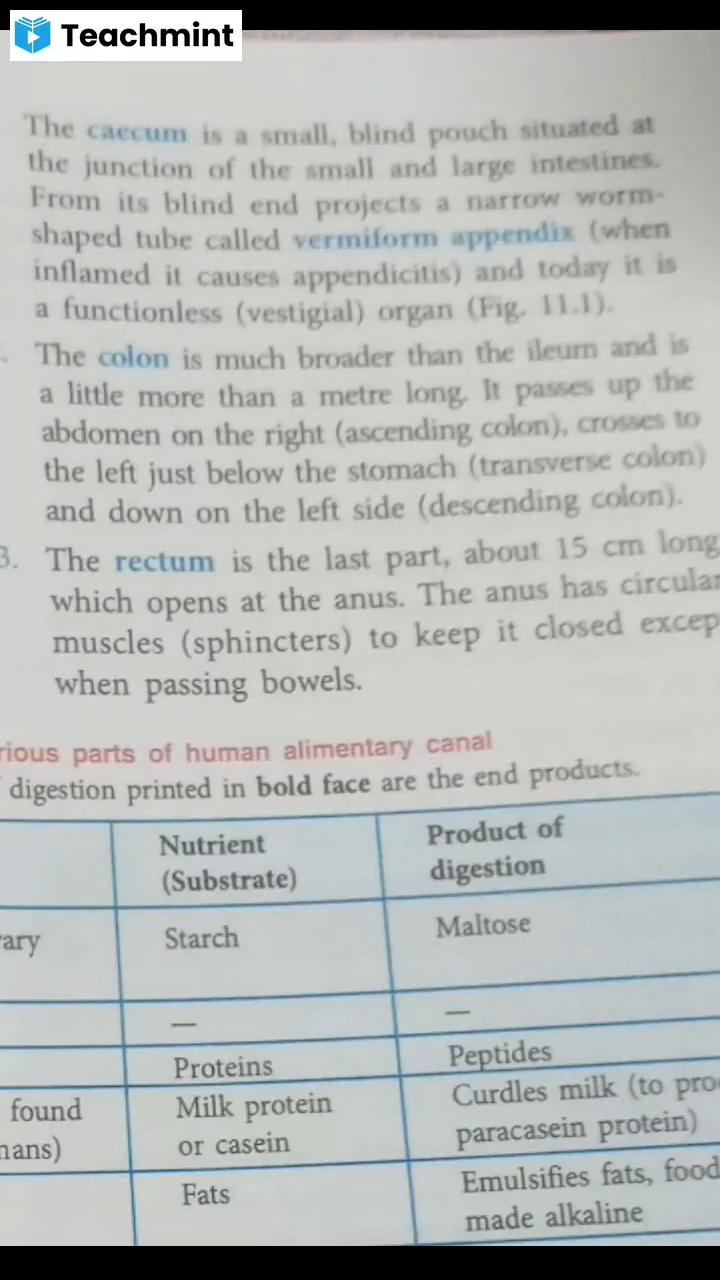 Teachmint
The caecum is a small, blind pouch situated at
the junction of the small and large intestines.
From its blind end projects a narrow worm-
shaped tube called vermiform appendix (when
inflamed it causes appendicitis) and today it is
a functionless (vestigial) organ (Fig. 11.1).
The colon is much broader than the ileum and is
a little more than a metre long. It passes up the
abdomen on the right (ascending colon), crosses to
the left just below the stomach (transverse colon)
and down on the left side (descending colon).
3. The rectum is the last part, about 15 cm long
which opens at the anus. The anus has circular
muscles (sphincters) to keep it closed excep
when passing bowels.
rious parts of human alimentary canal
digestion printed in bold face are the end products.
Nutrient
(Substrate)
Product of
digestion
ary
Starch
Maltose
—
—
Proteins
Peptides
found
mans)
Milk protein
or casein
Curdles milk (to pro
paracasein protein)
Fats
Emulsifies fats, food
made alkaline